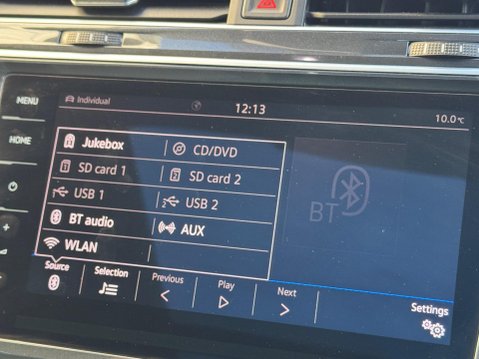 MENU
Individual
12:13
10.0°C
HOME
Jukebox
CD/DVD
SD card 1
SD card 2
USB 1
USB 2
BT audio
AUX
WLAN
BT
Source
Selection
Previous
Play
Next
Settings